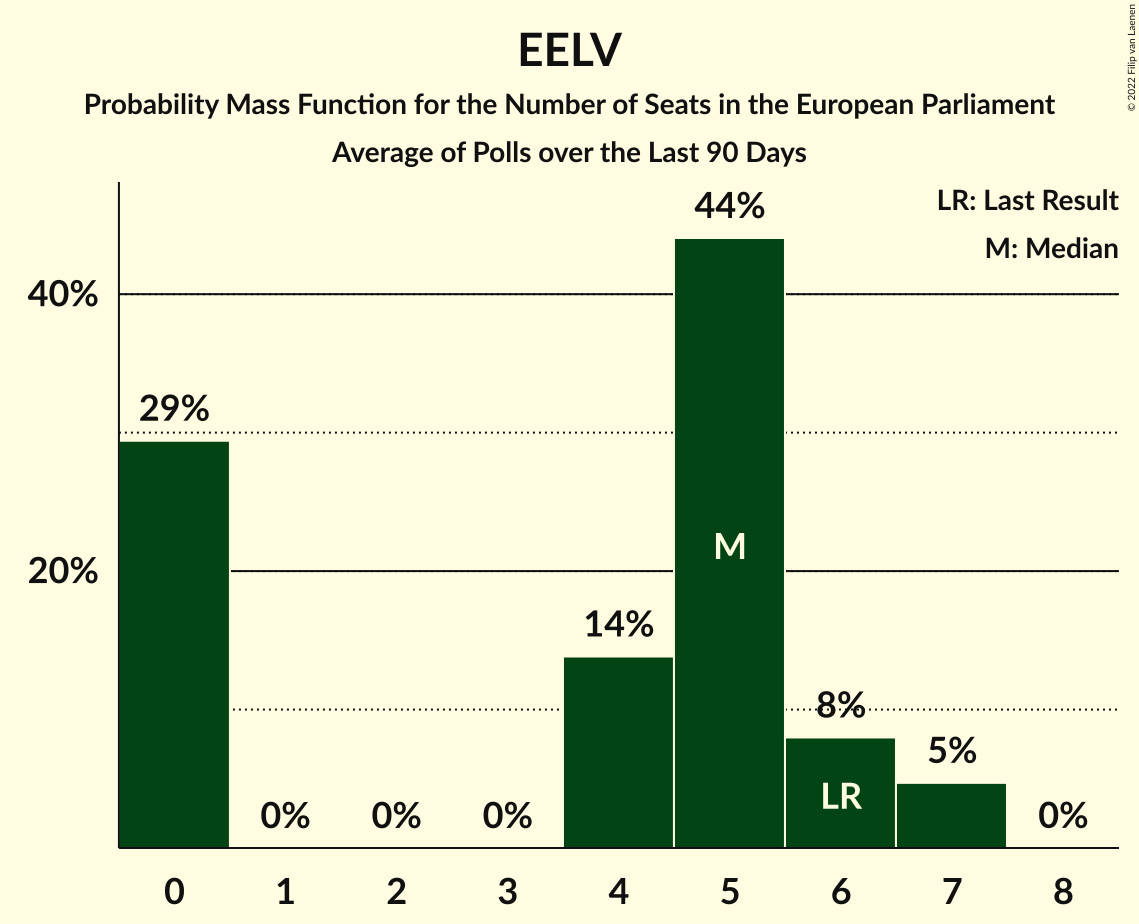 EELV
Probability Mass Function for the Number of Seats in the European Parliament
Average of Polls over the Last 90 Days
© 2022 Filip van Laenen
LR: Last Result
M: Median
44%
40%
29%
M
20%
14%
8%
5%
LR
0% 0% 0% 0%
0 1 2 3 4 5 6 7 8